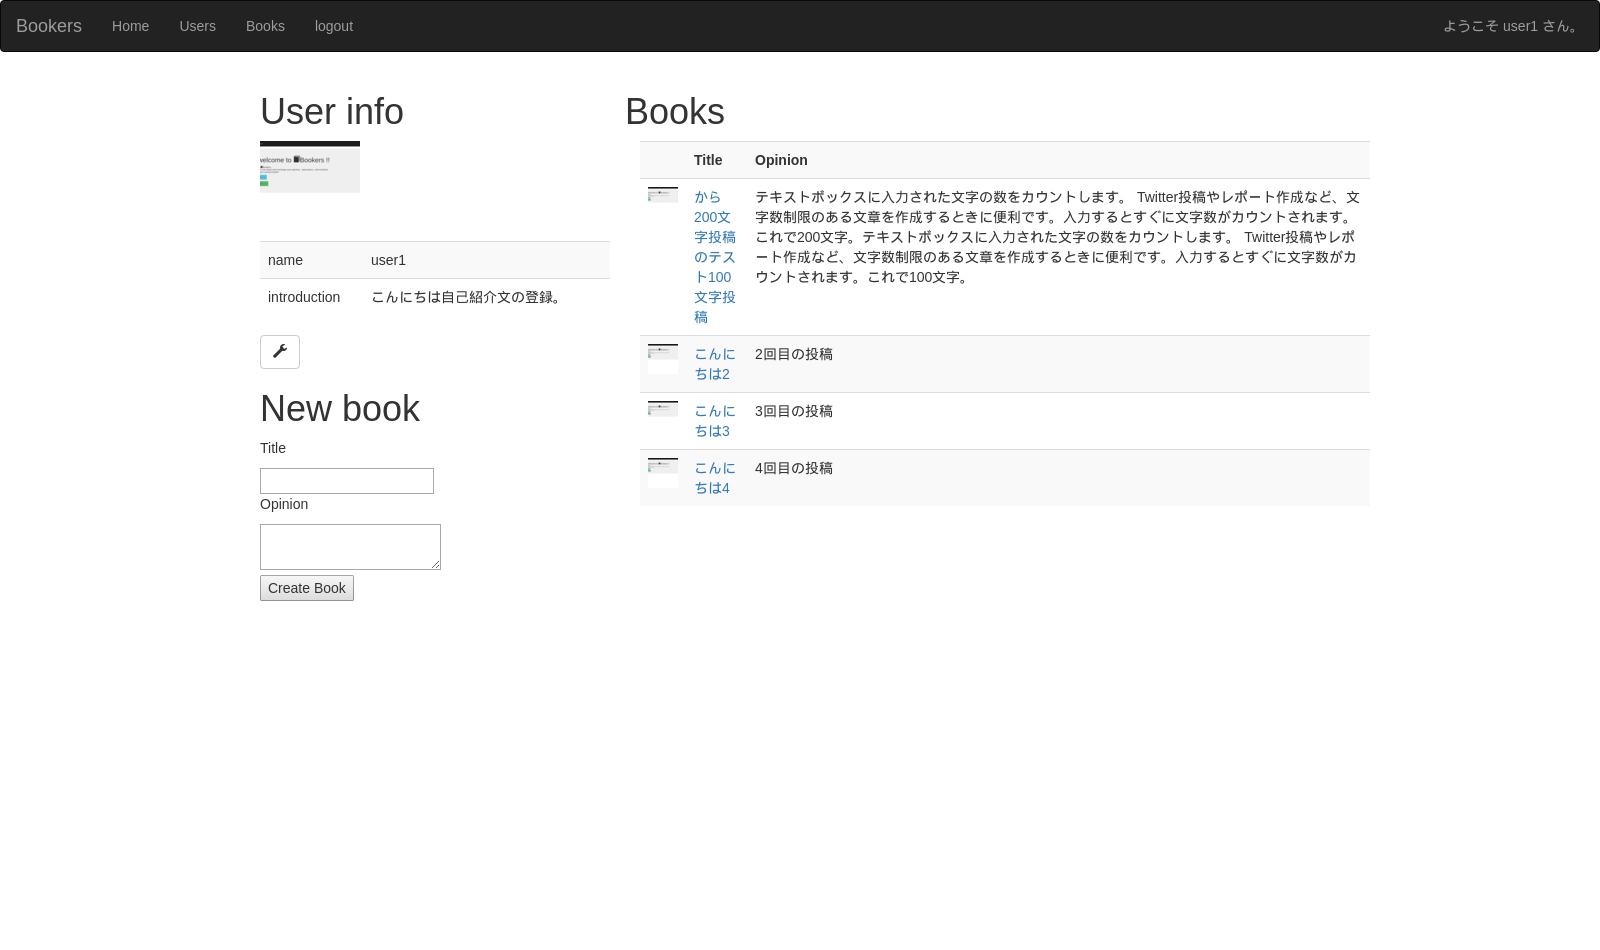 Bookers Home Users Books logout ようこそ user1 さん。
User info
welcome to Bookers !!
name user1
introduction こんにちは自己紹介文の登録。
New book
Title
Opinion
Create Book
Books
Title Opinion
から
200文
字投稿
のテス
ト100
文字投
稿
テキストボックスに入力された文字の数をカウントします。 Twitter投稿やレポート作成など、文
字数制限のある文章を作成するときに便利です。入力するとすぐに文字数がカウントされます。
これで200文字。テキストボックスに入力された文字の数をカウントします。 Twitter投稿やレポ
ート作成など、文字数制限のある文章を作成するときに便利です。入力するとすぐに文字数がカ
ウントされます。これで100文字。
こんに
ちは2
2回目の投稿
こんに
ちは3
3回目の投稿
こんに
ちは4
4回目の投稿